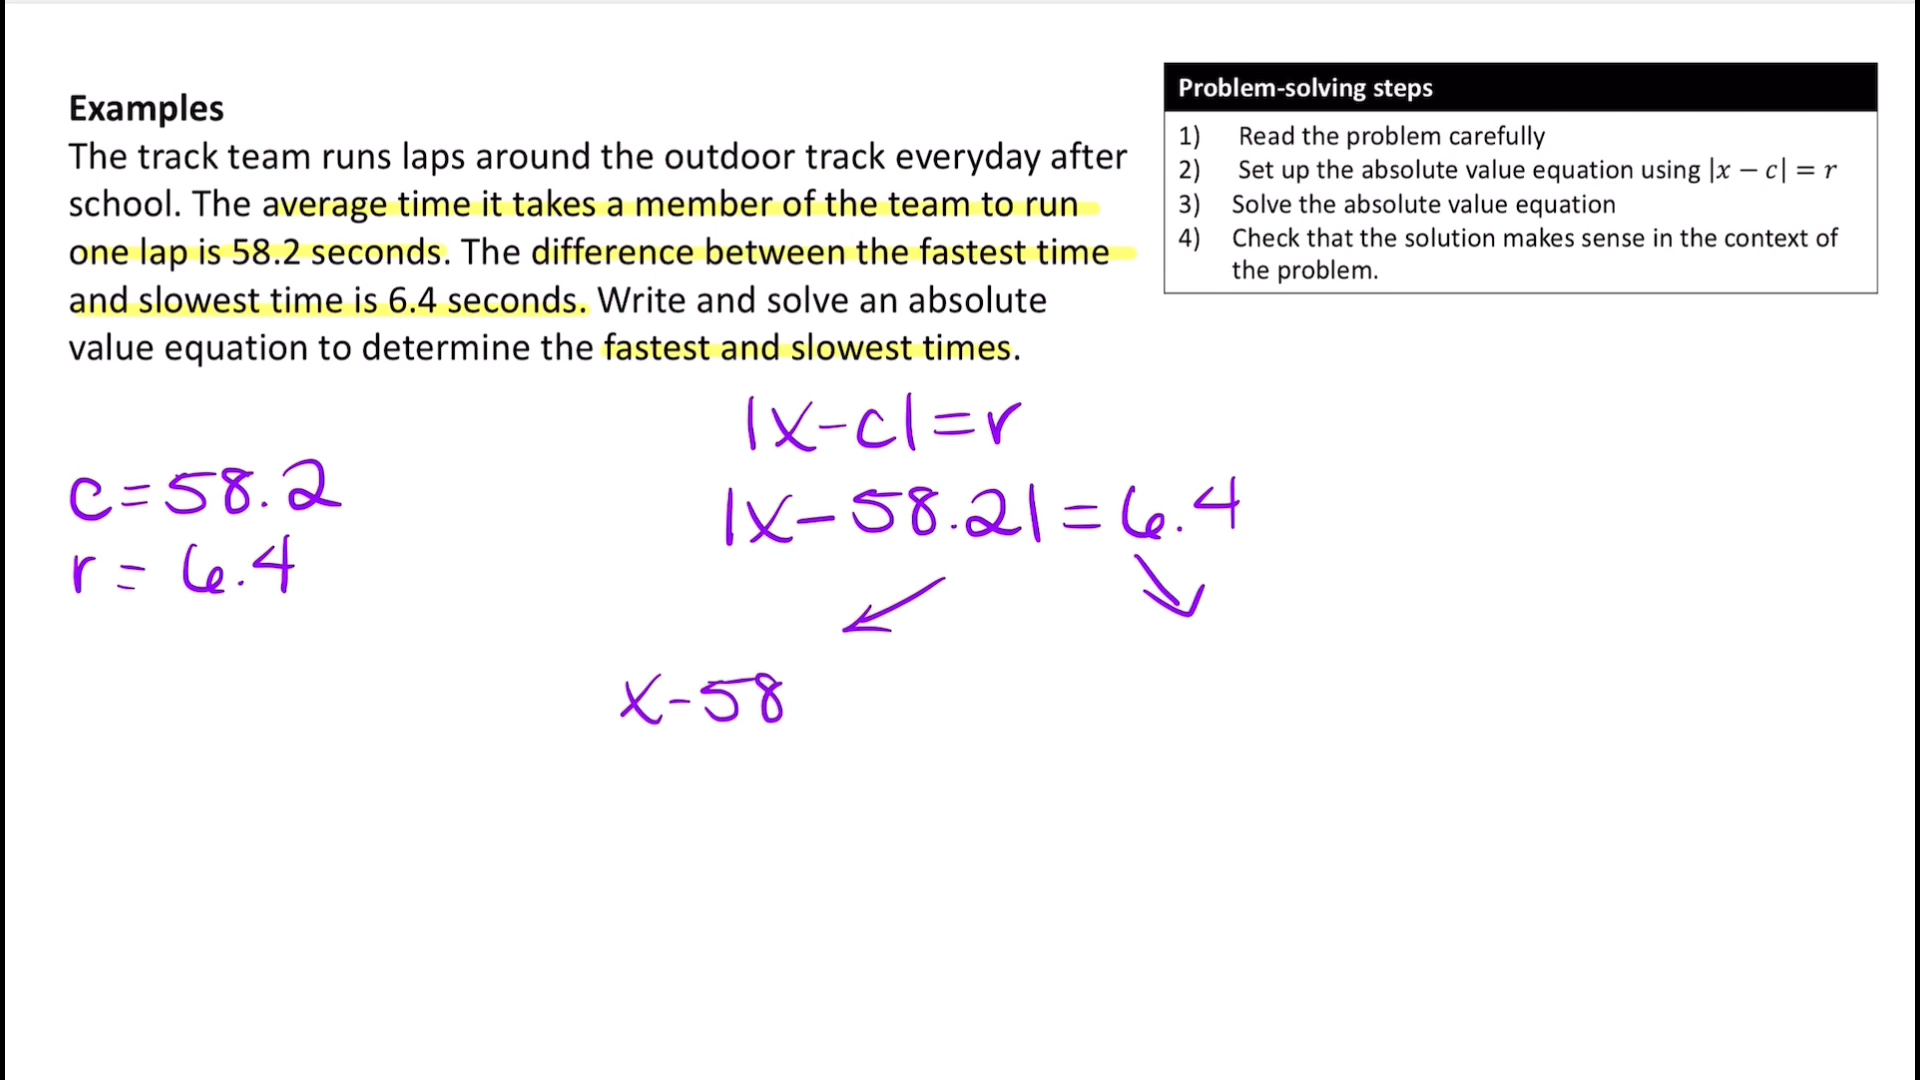 Examples
The track team runs laps around the outdoor track everyday after
school. The average time it takes a member of the team to run
one lap is 58.2 seconds. The difference between the fastest time
and slowest time is 6.4 seconds. Write and solve an absolute
value equation to determine the fastest and slowest times.
Problem-solving steps
1) Read the problem carefully
2) Set up the absolute value equation using |x − c| = r
3) Solve the absolute value equation
4) Check that the solution makes sense in the context of
the problem.
c=58.2
r=6.4
|x-c|=r
|x-58.2|=6.4
x-58